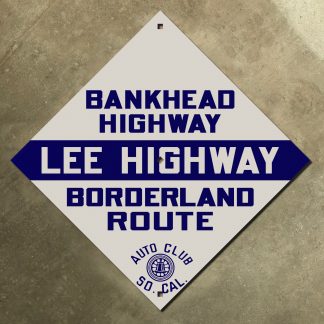 BANKHEAD
HIGHWAY
LEE HIGHWAY
BORDERLAND
ROUTE
AUTO CLUB
SO. CAL.